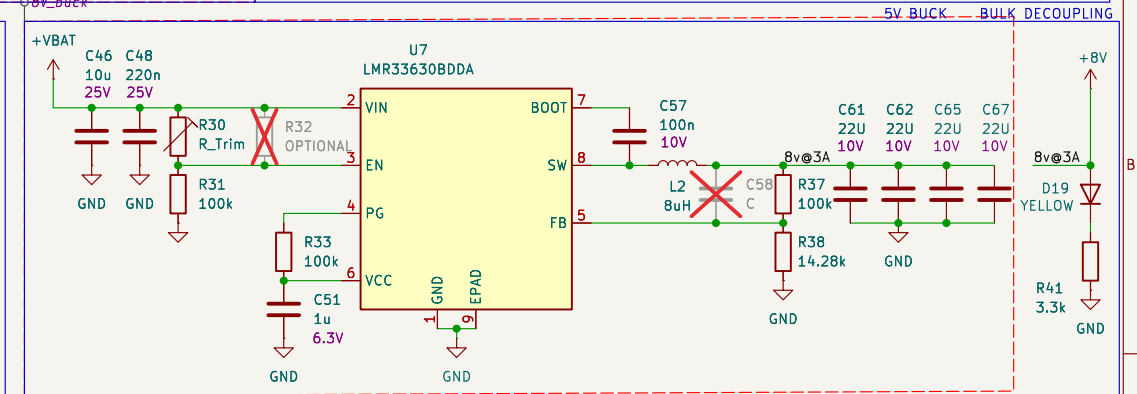 8V_Buck
5V BUCK
BULK DECOUPLING
+VBAT
C46
10u
25V
C48
220n
25V
R30
R_Trim
R32
OPTIONAL
R31
100k
GND
GND
U7
LMR33630BDDA
2
VIN
3
EN
4
PG
6
VCC
BOOT
7
SW
8
FB
5
GND
1
EPAD
9
R33
100k
C51
1u
6.3V
GND
GND
C57
100n
10V
L2
8uH
C58
C
8v@3A
R37
100k
R38
14.28k
GND
C61
22U
10V
C62
22U
10V
C65
22U
10V
C67
22U
10V
GND
+8V
8v@3A
D19
YELLOW
R41
3.3k
GND
B